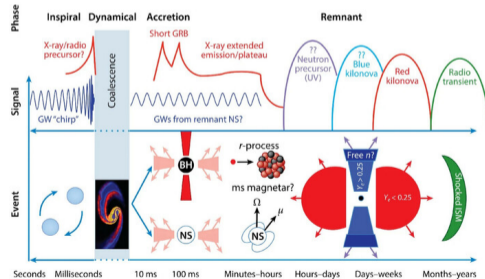 Phase
Inspiral
Dynamical
Accretion
Remnant
Signal
X-ray/radio
precursor?
GW "chirp"
Coalescence
Short GRB
X-ray extended
emission/plateau
GWs from remnant NS?
??
Neutron
precursor
(UV)
??
Blue
kilonova
Red
kilonova
Radio
transient
Event
BH
NS
r-process
ms magnetar?
Ω
μ
NS
Free n?
Ye > 0.25
Ye < 0.25
Shocked ISM
Seconds
Milliseconds
10 ms
100 ms
Minutes–hours
Hours–days
Days–weeks
Months–years